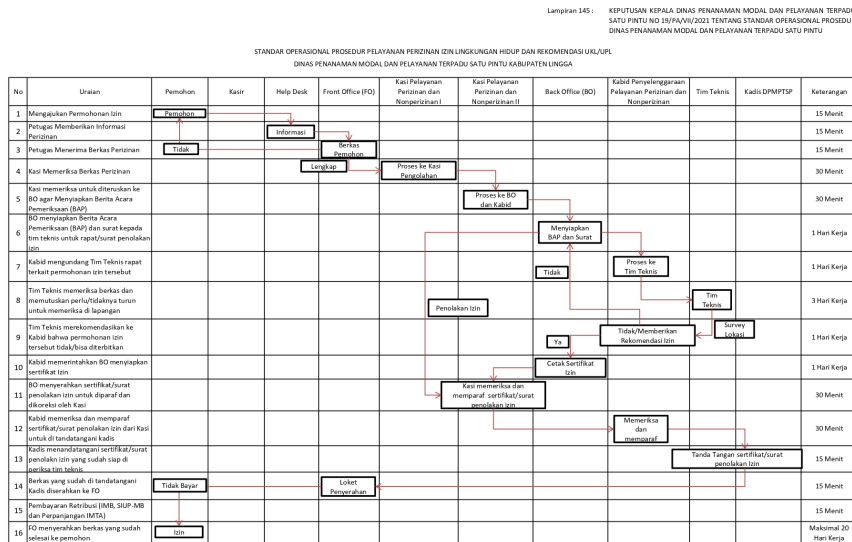 Lampiran 145 :
KEPUTUSAN KEPALA DINAS PENANAMAN MODAL DAN PELAYANAN TERPADU
SATU PINTU NO 19/PA/VII/2021 TENTANG STANDAR OPERASIONAL PROSEDU
DINAS PENANAMAN MODAL DAN PELAYANAN TERPADU SATU PINTU
STANDAR OPERASIONAL PROSEDUR PELAYANAN PERIZINAN IZIN LINGKUNGAN HIDUP DAN REKOMENDASI UKL/UPL
DINAS PENANAMAN MODAL DAN PELAYANAN TERPADU SATU PINTU KABUPATEN LINGGA
No
Uraian
Pemohon
Kasir
Help Desk
Front Office (FO)
Kasi Pelayanan
Perizinan dan
Nonperizinan I
Kasi Pelayanan
Perizinan dan
Nonperizinan II
Back Office (BO)
Kabid Penyelenggaraan
Pelayanan Perizinan dan
Nonperizinan
Tim Teknis
Kadis DPMPTSP
Keterangan
1
Mengajukan Permohonan Izin
Pemohon
15 Menit
2
Petugas Memberikan Informasi
Perizinan
Informasi
15 Menit
3
Petugas Menerima Berkas Perizinan
Tidak
Berkas
Pemohon
15 Menit
4
Kasi Memeriksa Berkas Perizinan
Lengkap
Proses ke Kasi
Pengolahan
30 Menit
5
Kasi memeriksa untuk diteruskan ke
BO agar Menyiapkan Berita Acara
Pemeriksaan (BAP)
Proses ke BO
dan Kabid
30 Menit
6
BO menyiapkan Berita Acara
Pemeriksaan (BAP) dan surat kepada
tim teknis untuk rapat/surat penolakan
izin
Menyiapkan
BAP dan Surat
1 Hari Kerja
7
Kabid mengundang Tim Teknis rapat
terkait permohonan izin tersebut
Tidak
Proses ke
Tim Teknis
1 Hari Kerja
8
Tim Teknis memeriksa berkas dan
memutuskan perlu/tidaknya turun
untuk memeriksa di lapangan
Penolakan Izin
Tim
Teknis
3 Hari Kerja
9
Tim Teknis merekomendasikan ke
Kabid bahwa permohonan izin
tersebut tidak/bisa diterbitkan
Ya
Tidak/Memberikan
Rekomendasi Izin
Survey
Lokasi
1 Hari Kerja
10
Kabid memerintahkan BO menyiapkan
sertifikat Izin
Cetak Sertifikat
Izin
1 Hari Kerja
11
BO menyerahkan sertifikat/surat
penolakan izin untuk diparaf dan
dikoreksi oleh Kasi
Kasi memeriksa dan
memparaf sertifikat/surat
penolakan izin
30 Menit
12
Kabid memeriksa dan memparaf
sertifikat/surat penolakan izin dari Kasi
untuk di tandatangani kadis
Memeriksa
dan
memparaf
30 Menit
13
Kadis menandatangani sertifikat/surat
penolakn izin yang sudah siap di
periksa tim teknis
Tanda Tangan sertifikat/surat
penolakan Izin
15 Menit
14
Berkas yang sudah di tandatangani
Kadis diserahkan ke FO
Tidak Bayar
Loket
Penyerahan
15 Menit
15
Pembayaran Retribusi (IMB, SIUP-MB
dan Perpanjangan IMTA)
15 Menit
16
FO menyerahkan berkas yang sudah
selesai ke pemohon
Izin
Maksimal 20
Hari Kerja